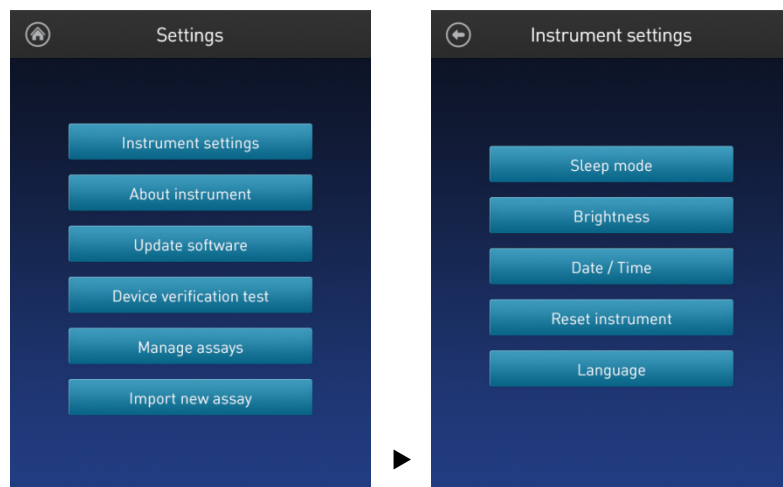 Settings
Instrument settings
About instrument
Update software
Device verification test
Manage assays
Import new assay
Instrument settings
Sleep mode
Brightness
Date / Time
Reset instrument
Language